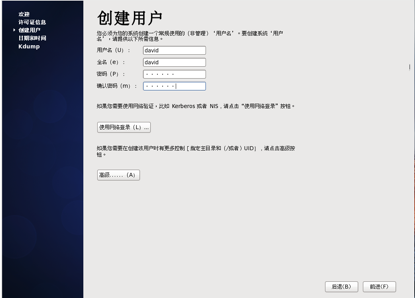 欢迎
许可证信息
创建用户
日期和时间
Kdump
创建用户
您必须为您的系统创建一个常规使用的(非管理)‘用户名’。要创建系统‘用户
名’，请提供以下所需信息。
用户名(U)： david
全名(e)： david
密码(P)： ······
确认密码(m)： ······
如果您需要使用网络验证，比如 Kerberos 或者 NIS，请点击“使用网络登录”按钮。
使用网络登录(L)...
如果您需要在创建该用户时有更多控制[指定主目录和(/或者)UID]，请点击高级按
钮。
高级......(A)
后退(B)
前进(F)